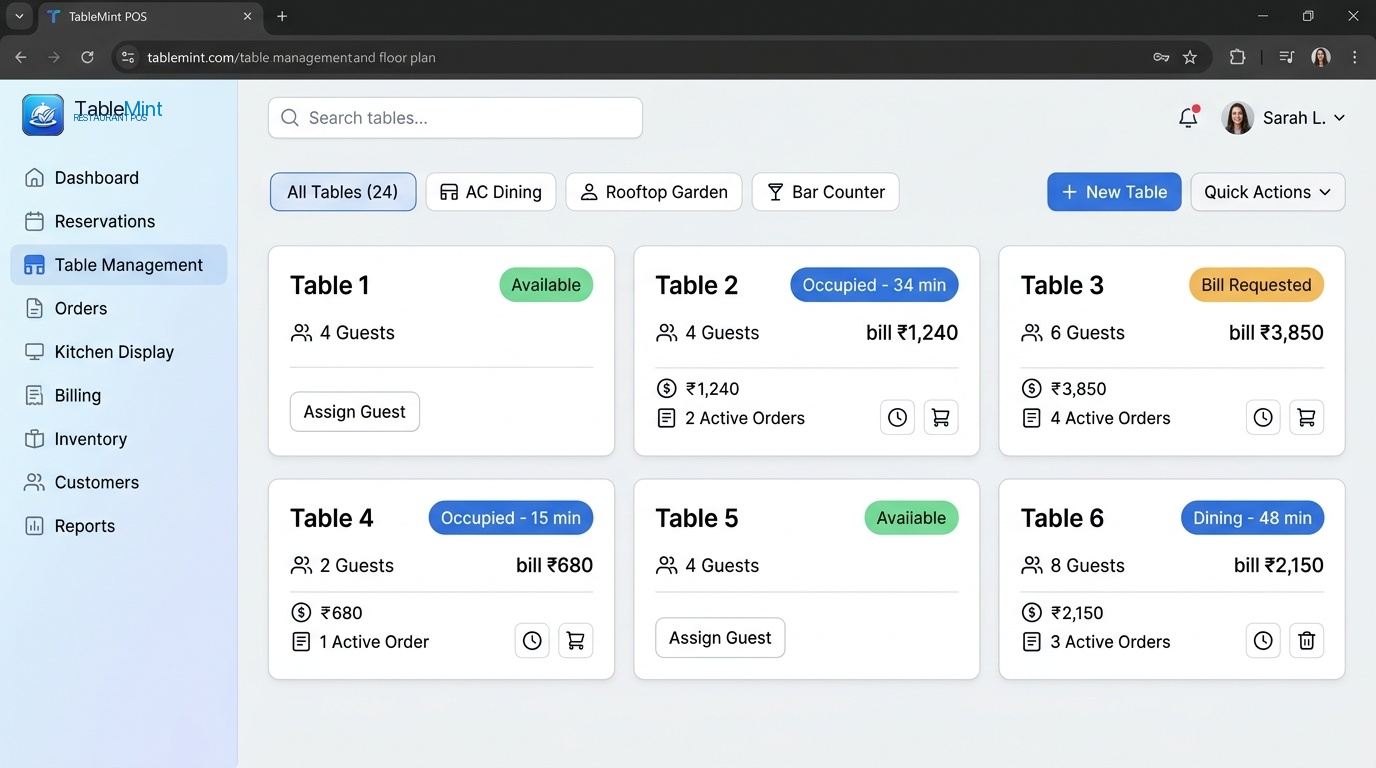 TableMint POS
tablemint.com/table managementand floor plan
TableMint
RESTAURANT POS
Search tables...
Sarah L.
Dashboard
Reservations
Table Management
Orders
Kitchen Display
Billing
Inventory
Customers
Reports
All Tables (24)
AC Dining
Rooftop Garden
Bar Counter
+ New Table
Quick Actions
Table 1
Available
4 Guests
Assign Guest
Table 2
Occupied - 34 min
4 Guests
bill ₹1,240
₹1,240
2 Active Orders
Table 3
Bill Requested
6 Guests
bill ₹3,850
₹3,850
4 Active Orders
Table 4
Occupied - 15 min
2 Guests
bill ₹680
₹680
1 Active Order
Table 5
Avaiiable
4 Guests
Assign Guest
Table 6
Dining - 48 min
8 Guests
bill ₹2,150
₹2,150
3 Active Orders